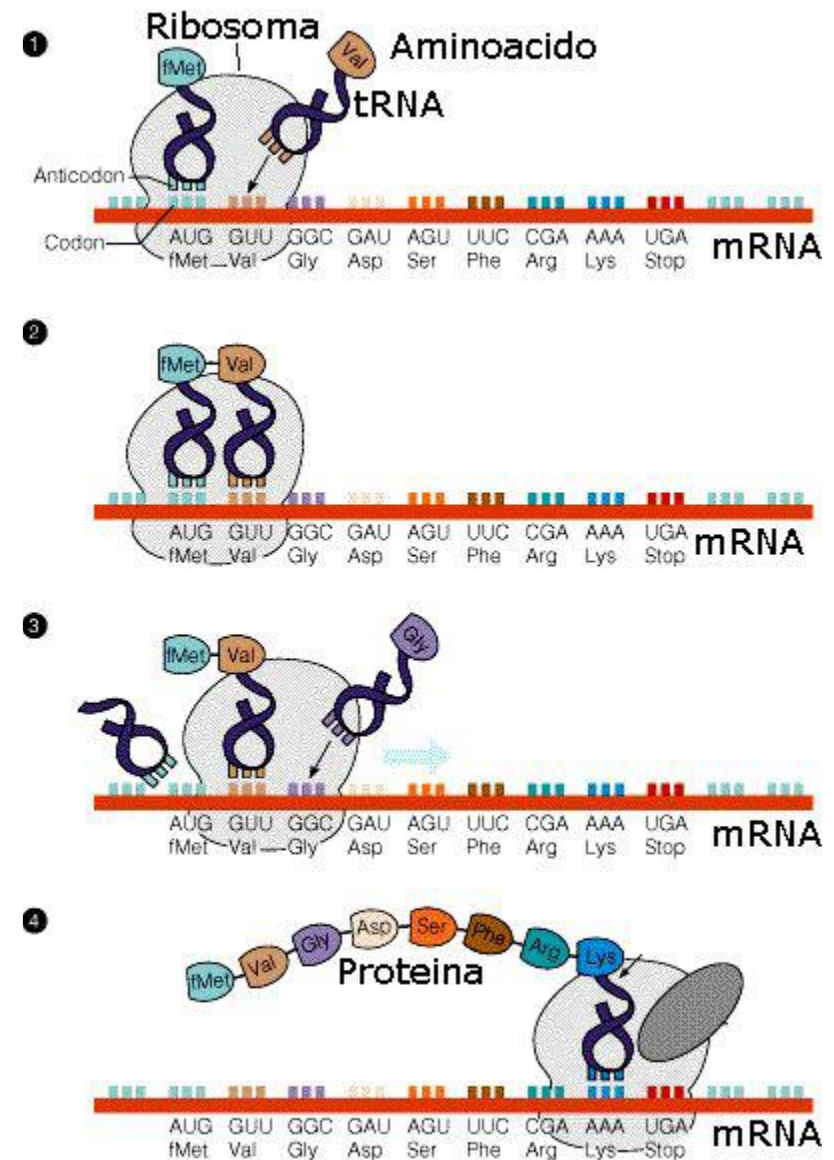 1
Ribosoma
fMet
Val
Aminoacido
tRNA
Anticodon
Codon
AUG GUU GGC GAU AGU UUC CGA AAA UGA
mRNA
fMet Val Gly Asp Ser Phe Arg Lys Stop
2
fMet Val
AUG GUU GGC GAU AGU UUC CGA AAA UGA
mRNA
fMet Val Gly Asp Ser Phe Arg Lys Stop
3
fMet Val
Gly
AUG GUU GGC GAU AGU UUC CGA AAA UGA
mRNA
fMet Val Gly Asp Ser Phe Arg Lys Stop
4
fMet Val Gly Asp Ser Phe Arg Lys
Proteina
AUG GUU GGC GAU AGU UUC CGA AAA UGA
mRNA
fMet Val Gly Asp Ser Phe Arg Lys Stop